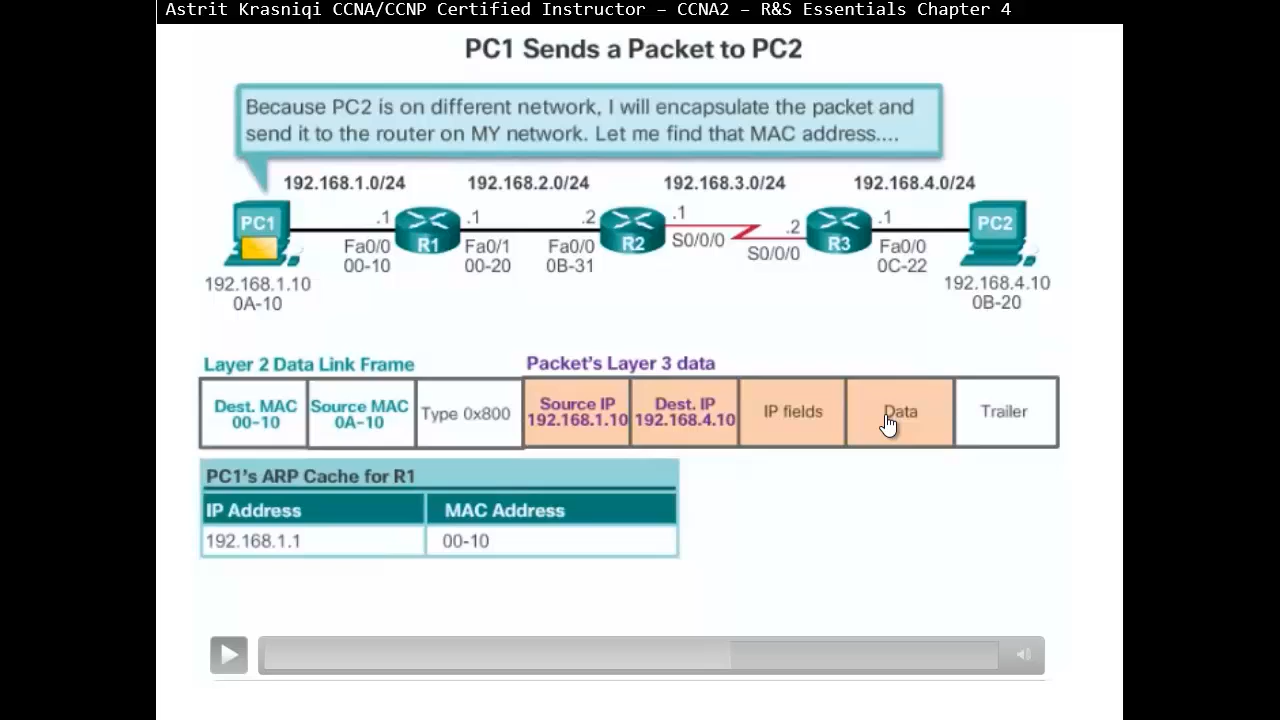 Astrit Krasniqi CCNA/CCNP Certified Instructor – CCNA2 – R&S Essentials Chapter 4
PC1 Sends a Packet to PC2
Because PC2 is on different network, I will encapsulate the packet and
send it to the router on MY network. Let me find that MAC address....
192.168.1.0/24 192.168.2.0/24 192.168.3.0/24 192.168.4.0/24
PC1 .1 R1 .1 .2 R2 .1 .2 R3 .1 PC2
Fa0/0 Fa0/1 Fa0/0 S0/0/0 S0/0/0 Fa0/0
00-10 00-20 0B-31 0C-22
192.168.1.10 192.168.4.10
0A-10 0B-20
Layer 2 Data Link Frame Packet's Layer 3 data
Dest. MAC Source MAC Type 0x800 Source IP Dest. IP IP fields Data Trailer
00-10 0A-10 192.168.1.10 192.168.4.10
PC1's ARP Cache for R1
IP Address MAC Address
192.168.1.1 00-10